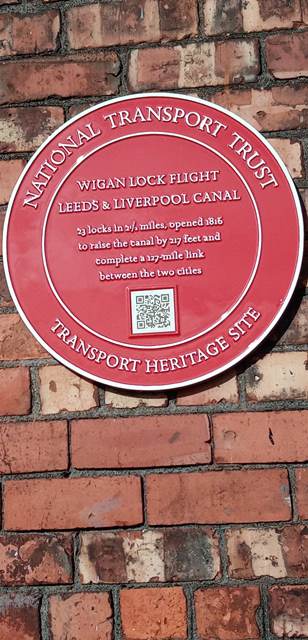 NATIONAL TRANSPORT TRUST
WIGAN LOCK FLIGHT
LEEDS & LIVERPOOL CANAL
23 locks in 2½ miles, opened 1816
to raise the canal by 217 feet and
complete a 127-mile link
between the two cities
TRANSPORT HERITAGE SITE